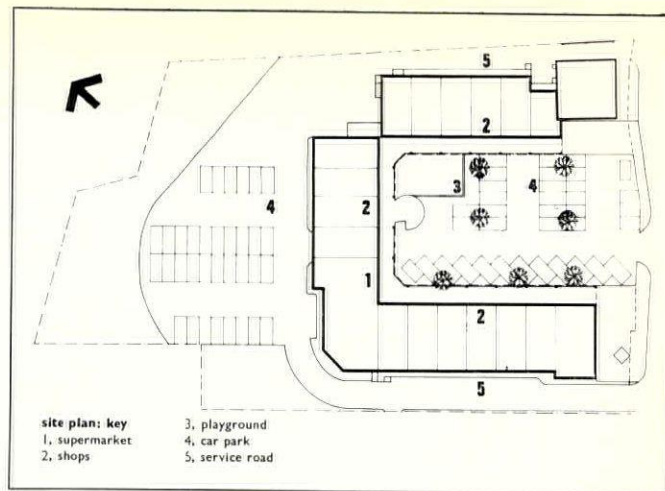 5
2
3
4
4
2
1
2
5
site plan: key
1, supermarket
2, shops
3, playground
4, car park
5, service road